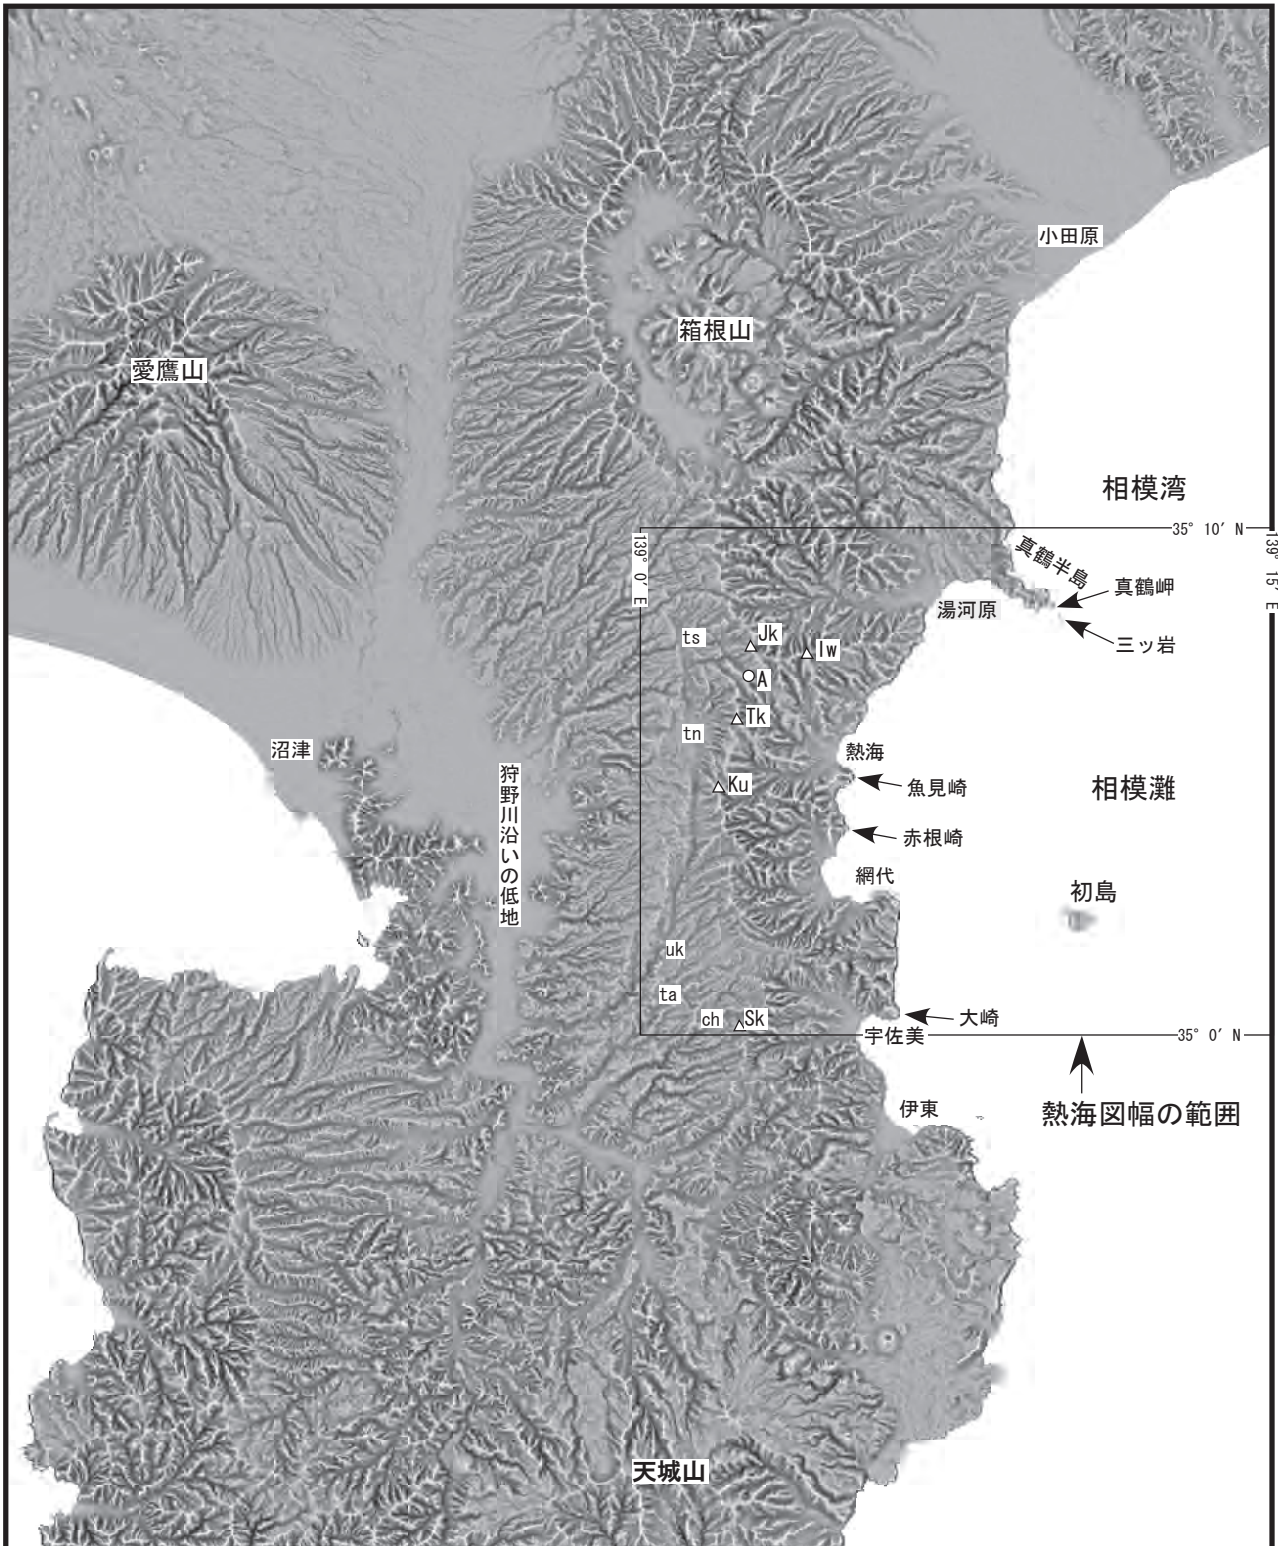 小田原
箱根山
愛鷹山
相模湾
35° 10′ N
139° 0′ E
139° 15′ E
真鶴半島
真鶴岬
湯河原
三ッ岩
ts
Jk
Iw
A
Tk
tn
熱海
沼津
狩野川沿いの低地
Ku
魚見崎
相模灘
赤根崎
網代
初島
uk
ta
ch
Sk
大崎
宇佐美
35° 0′ N
伊東
熱海図幅の範囲
天城山